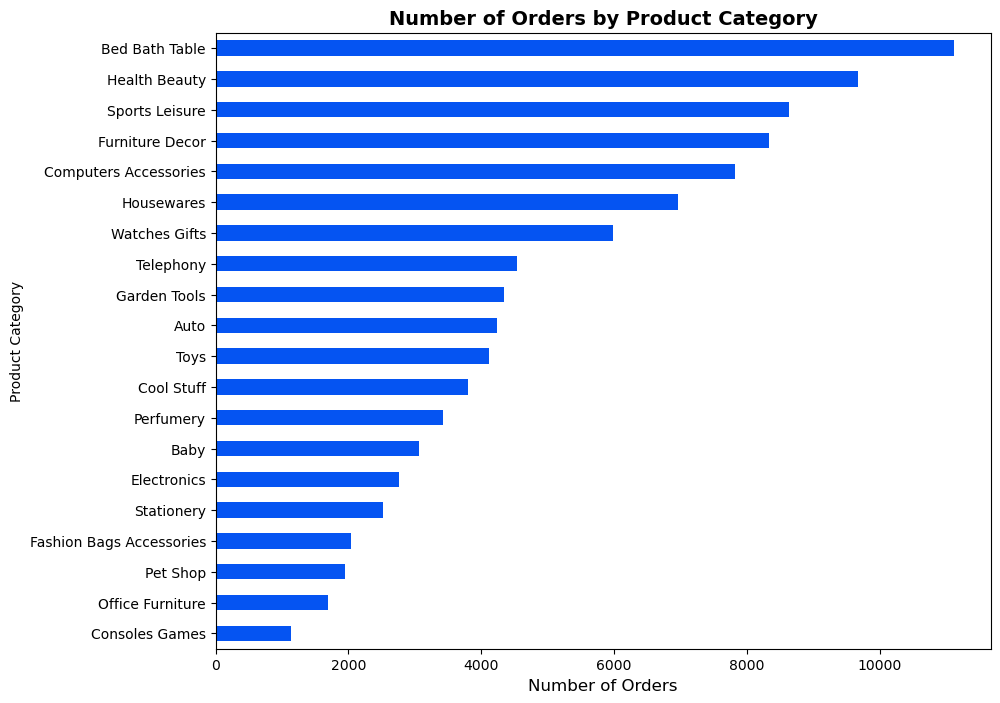 Number of Orders by Product Category
Product Category
Bed Bath Table
Health Beauty
Sports Leisure
Furniture Decor
Computers Accessories
Housewares
Watches Gifts
Telephony
Garden Tools
Auto
Toys
Cool Stuff
Perfumery
Baby
Electronics
Stationery
Fashion Bags Accessories
Pet Shop
Office Furniture
Consoles Games
0 2000 4000 6000 8000 10000
Number of Orders